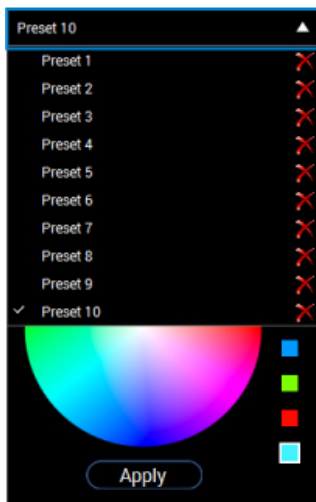 Preset 10
Preset 1
Preset 2
Preset 3
Preset 4
Preset 5
Preset 6
Preset 7
Preset 8
Preset 9
Preset 10
Apply